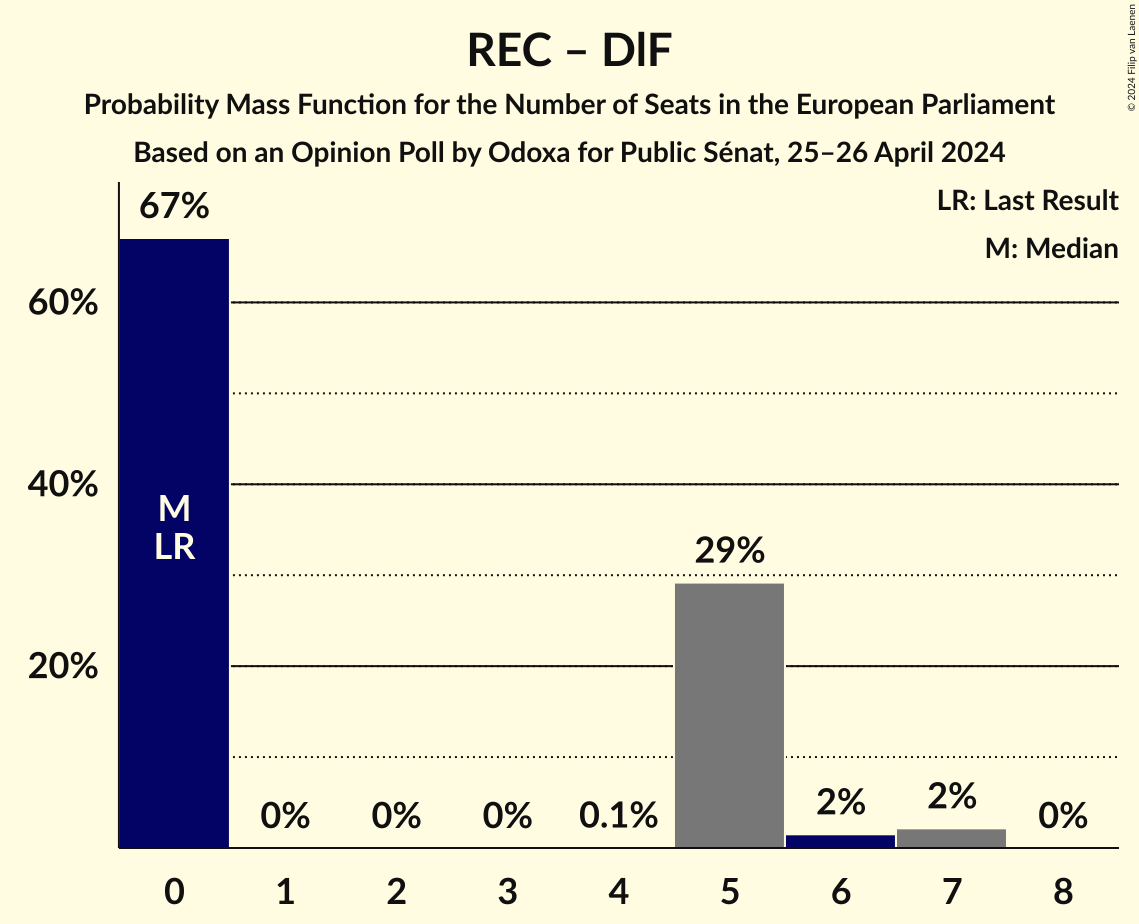 REC – DlF
Probability Mass Function for the Number of Seats in the European Parliament
Based on an Opinion Poll by Odoxa for Public Sénat, 25–26 April 2024
© 2024 Filip van Laenen
LR: Last Result
M: Median
67%
60%
40%
20%
M
LR
0%
0%
0%
0.1%
29%
2%
2%
0%
0
1
2
3
4
5
6
7
8